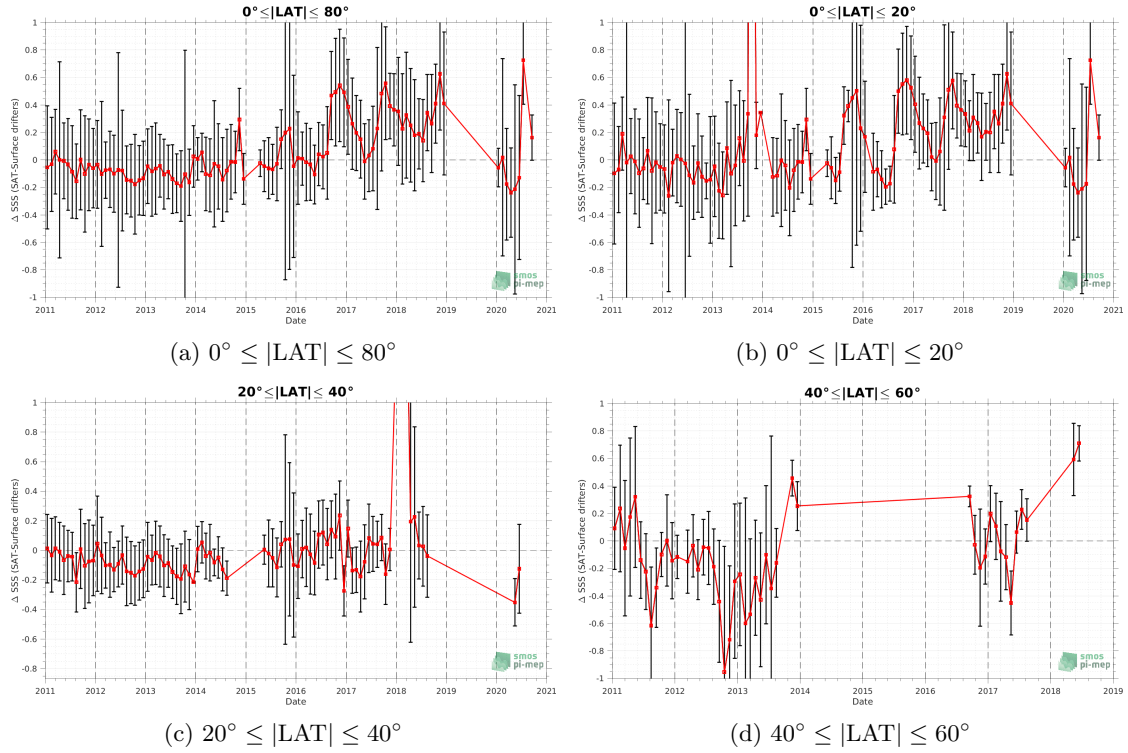 0°≤|LAT|≤ 80°
1
0.8
0.6
0.4
0.2
0
-0.2
-0.4
-0.6
-0.8
-1
Δ SSS (SAT-Surface drifters)
2011 2012 2013 2014 2015 2016 2017 2018 2019 2020 2021
Date
smos
pi-mep
(a) 0° ≤ |LAT| ≤ 80°
0°≤|LAT|≤ 20°
1
0.8
0.6
0.4
0.2
0
-0.2
-0.4
-0.6
-0.8
-1
Δ SSS (SAT-Surface drifters)
2011 2012 2013 2014 2015 2016 2017 2018 2019 2020 2021
Date
smos
pi-mep
(b) 0° ≤ |LAT| ≤ 20°
20°≤|LAT|≤ 40°
1
0.8
0.6
0.4
0.2
0
-0.2
-0.4
-0.6
-0.8
Δ SSS (SAT-Surface drifters)
2011 2012 2013 2014 2015 2016 2017 2018 2019 2020 2021
Date
smos
pi-mep
(c) 20° ≤ |LAT| ≤ 40°
40°≤|LAT|≤ 60°
1
0.8
0.6
0.4
0.2
0
-0.2
-0.4
-0.6
-0.8
-1
Δ SSS (SAT-Surface drifters)
2011 2012 2013 2014 2015 2016 2017 2018 2019
Date
smos
pi-mep
(d) 40° ≤ |LAT| ≤ 60°